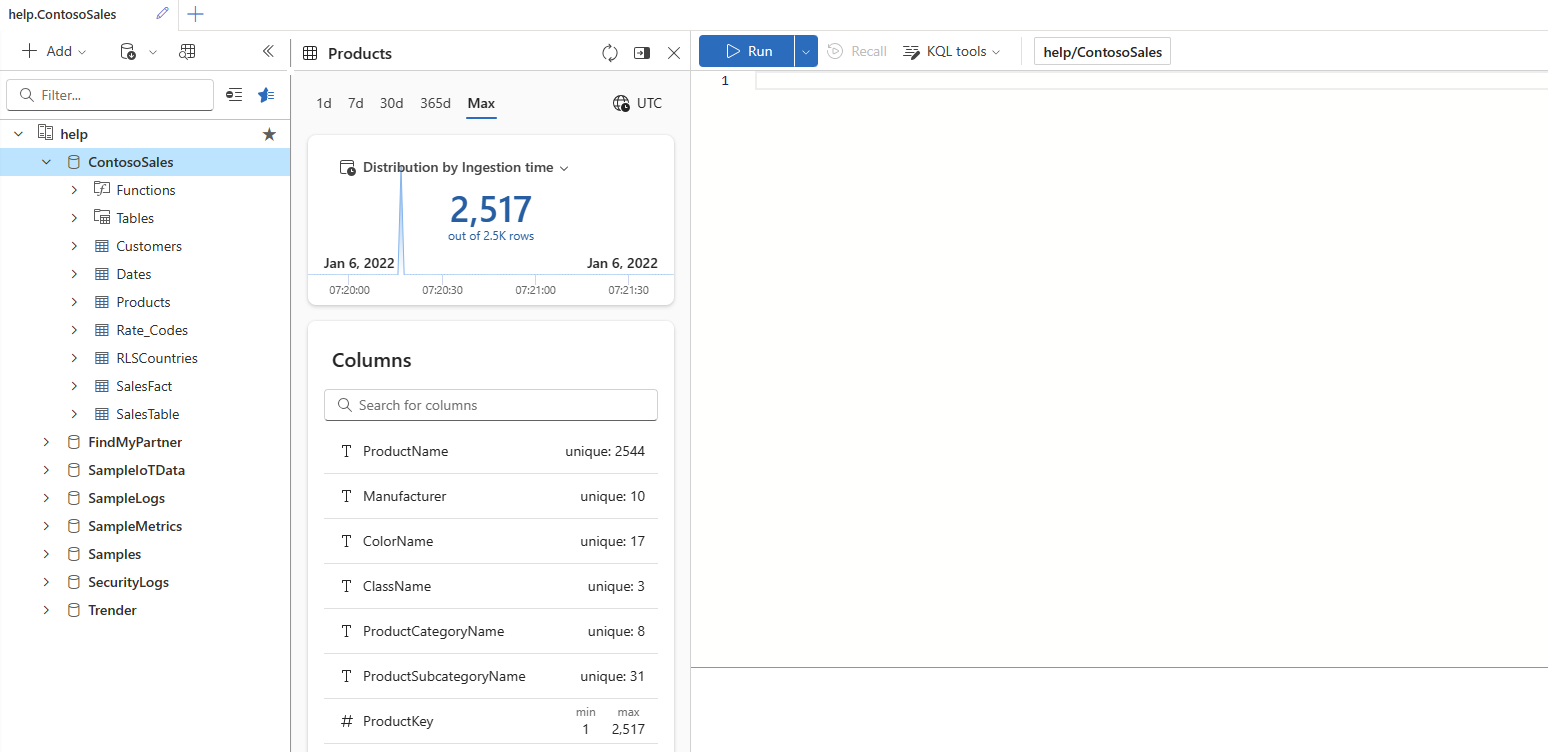 help.ContosoSales
Add
Filter...
help
ContosoSales
Functions
Tables
Customers
Dates
Products
Rate_Codes
RLSCountries
SalesFact
SalesTable
FindMyPartner
SampleIoTData
SampleLogs
SampleMetrics
Samples
SecurityLogs
Trender
Products
1d 7d 30d 365d Max UTC
Distribution by Ingestion time
2,517
out of 2.5K rows
Jan 6, 2022 Jan 6, 2022
07:20:00 07:20:30 07:21:00 07:21:30
Columns
Search for columns
ProductName unique: 2544
Manufacturer unique: 10
ColorName unique: 17
ClassName unique: 3
ProductCategoryName unique: 8
ProductSubcategoryName unique: 31
min max
ProductKey 1 2,517
Run Recall KQL tools help/ContosoSales
1